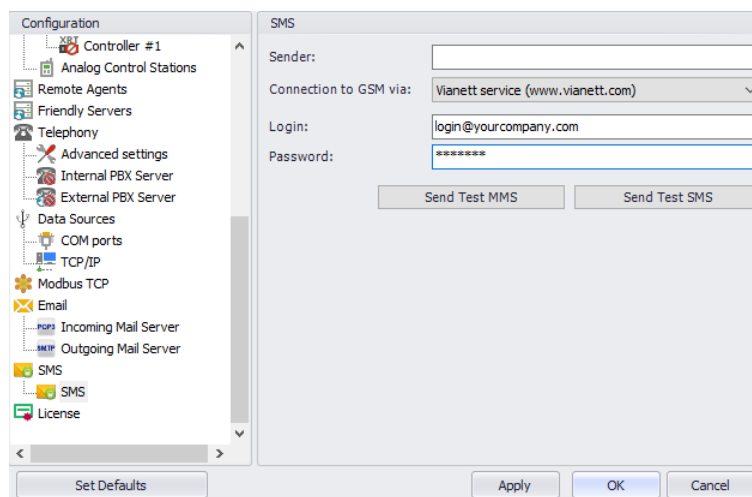 Configuration
XRT
Controller #1
Analog Control Stations
Remote Agents
Friendly Servers
Telephony
Advanced settings
Internal PBX Server
External PBX Server
Data Sources
COM ports
TCP/IP
Modbus TCP
Email
POP3 Incoming Mail Server
SMTP Outgoing Mail Server
SMS
SMS
License
Set Defaults
SMS
Sender:
Connection to GSM via: Vianett service (www.vianett.com)
Login: login@yourcompany.com
Password: *******
Send Test MMS Send Test SMS
Apply OK Cancel